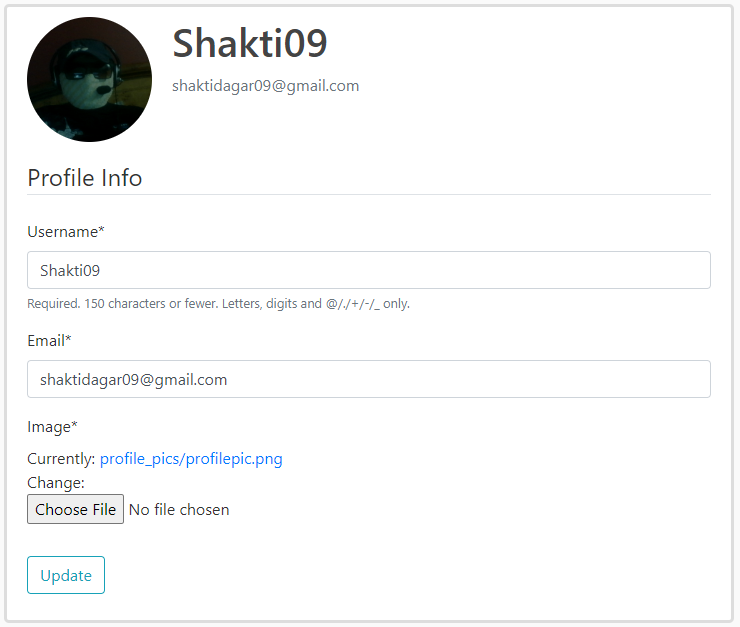 Shakti09
shaktidagar09@gmail.com
Profile Info
Username*
Shakti09
Required. 150 characters or fewer. Letters, digits and @/./+/-/_ only.
Email*
shaktidagar09@gmail.com
Image*
Currently: profile_pics/profilepic.png
Change:
Choose File No file chosen
Update